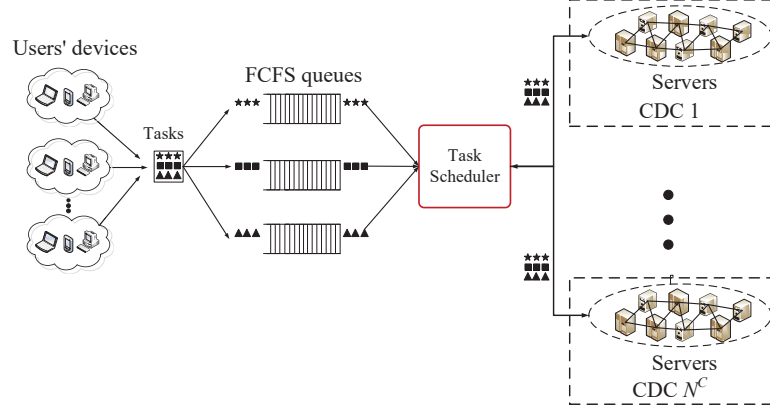 Users' devices
Tasks
FCFS queues
Task
Scheduler
Servers
CDC 1
Servers
CDC N^C